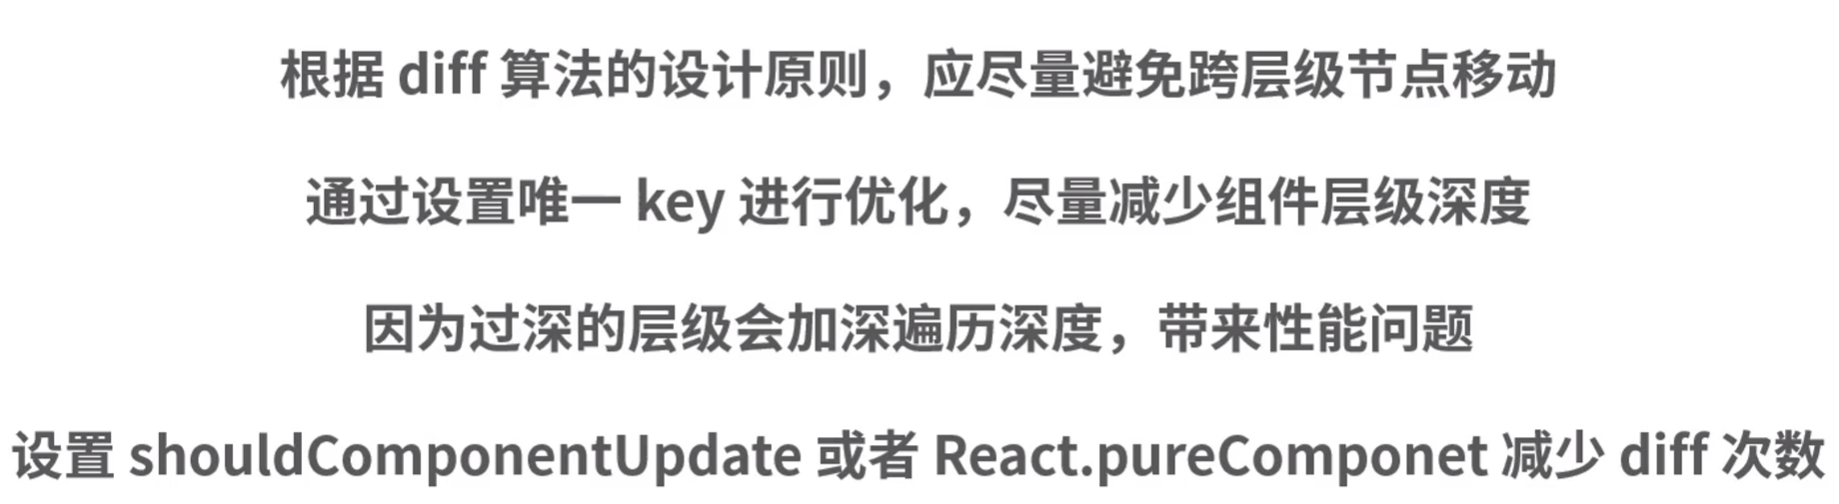 根据 diff 算法的设计原则，应尽量避免跨层级节点移动
通过设置唯一 key 进行优化，尽量减少组件层级深度
因为过深的层级会加深遍历深度，带来性能问题
设置 shouldComponentUpdate 或者 React.pureComponet 减少 diff 次数